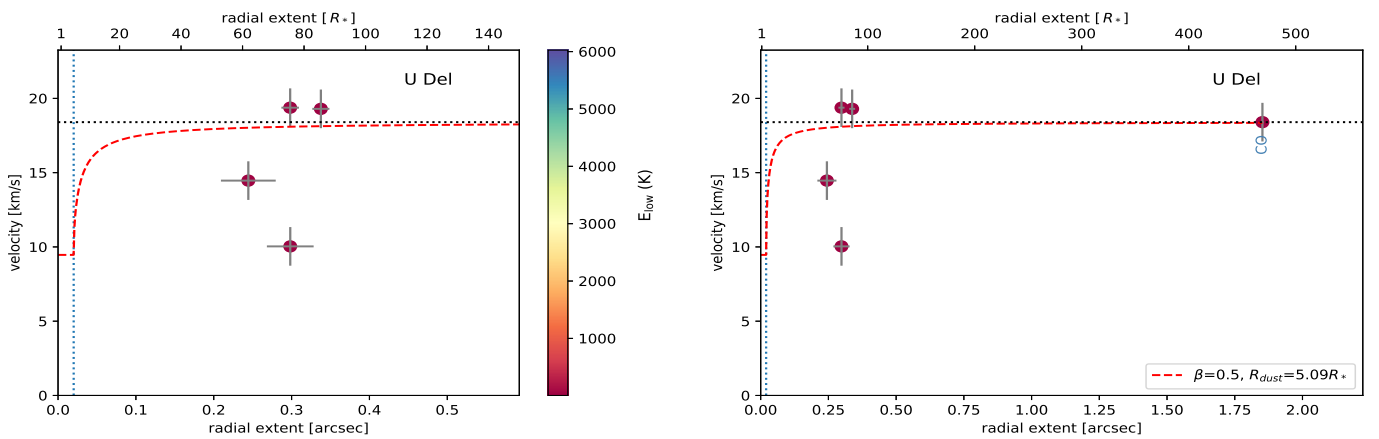 radial extent [R*]
1 20 40 60 80 100 120 140
U Del
velocity [km/s]
20
15
10
5
0
0.0 0.1 0.2 0.3 0.4 0.5
radial extent [arcsec]
6000
5000
4000
3000
2000
1000
E_low (K)
radial extent [R*]
1 100 200 300 400 500
U Del
velocity [km/s]
20
15
10
5
0
CO
β=0.5, R_dust=5.09R*
0.00 0.25 0.50 0.75 1.00 1.25 1.50 1.75 2.00
radial extent [arcsec]